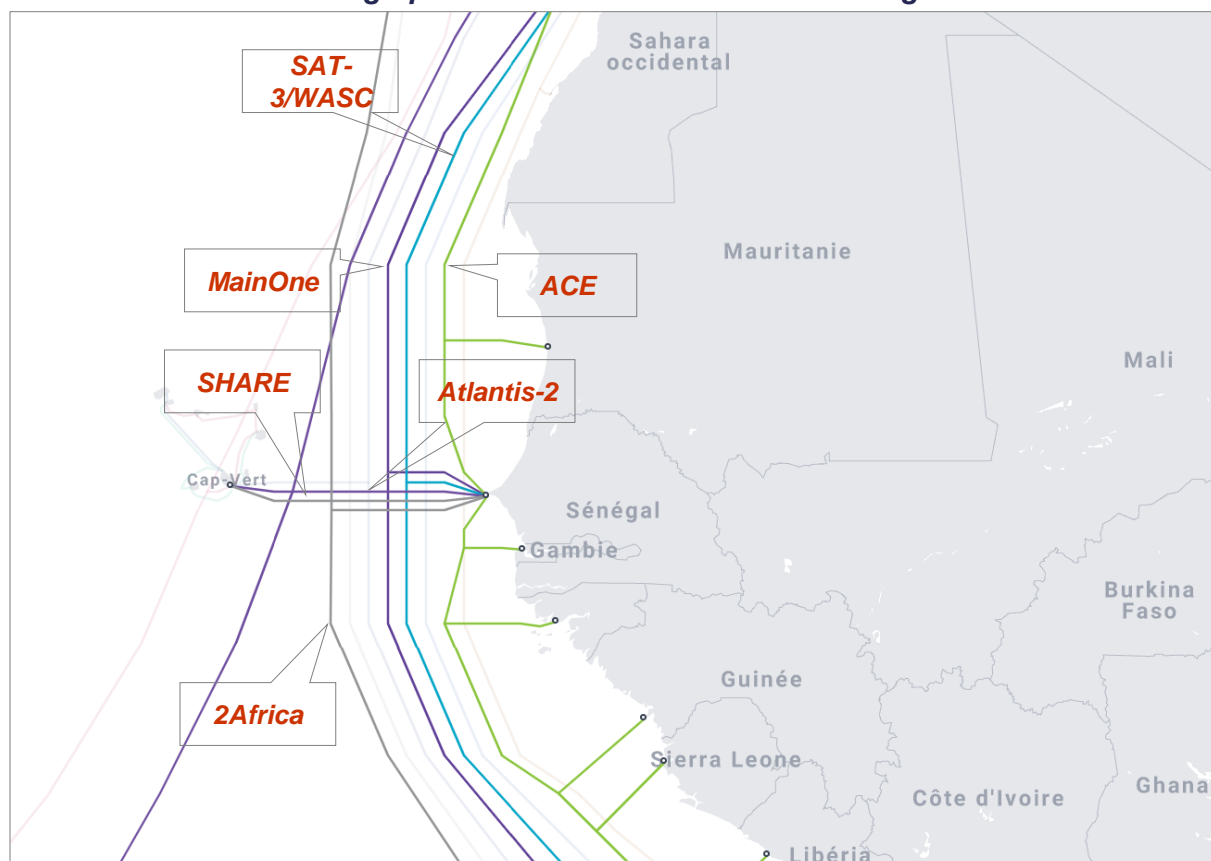 Sahara
occidental
SAT-
3/WASC
Mauritanie
MainOne
ACE
Mali
SHARE
Atlantis-2
Cap-Vert
Sénégal
Gambie
Burkina
Faso
Guinée
2Africa
Sierra Leone
Côte d'Ivoire
Ghana
Libéria